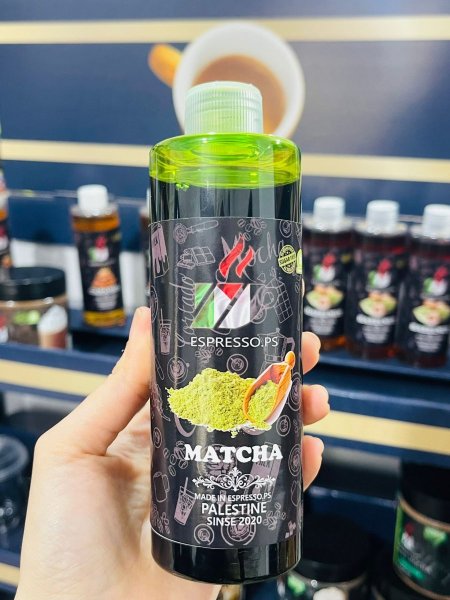 ESPRESSO.PS
MATCHA
MADE IN ESPRESSO.PS
PALESTINE
SINSE 2020